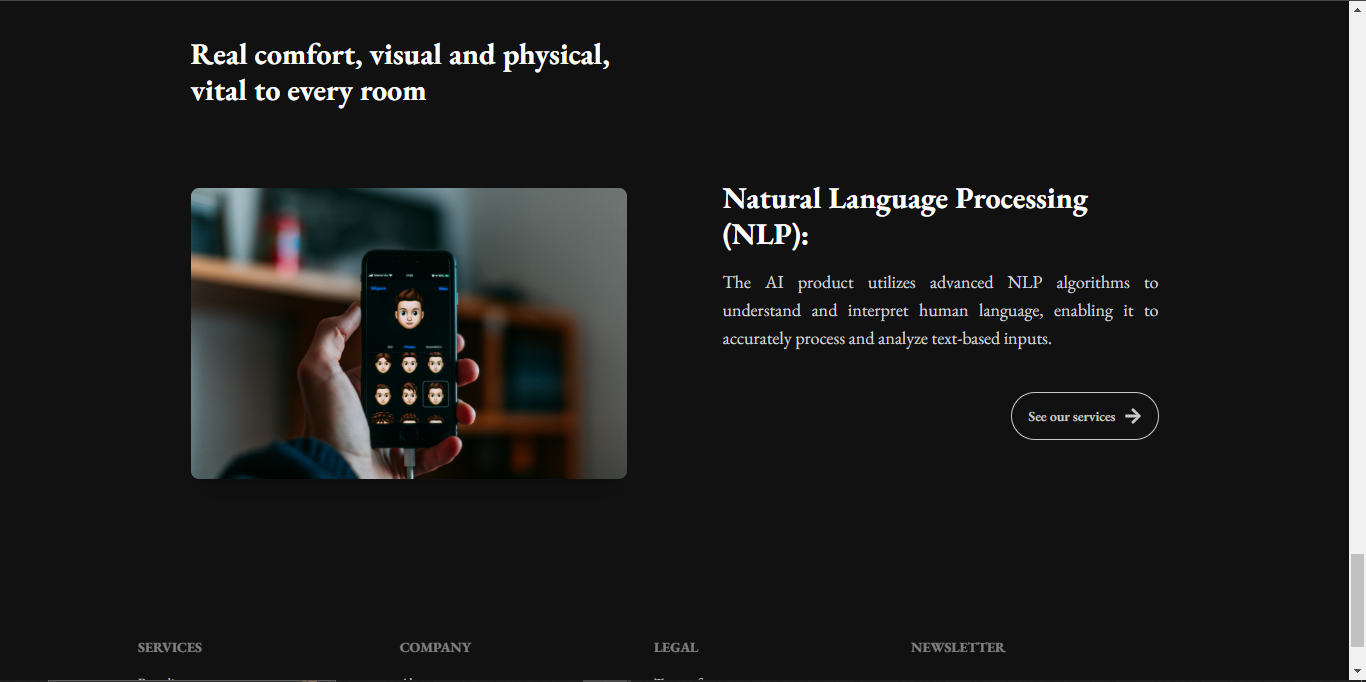 Real comfort, visual and physical,
vital to every room
Natural Language Processing
(NLP):
The AI product utilizes advanced NLP algorithms to
understand and interpret human language, enabling it to
accurately process and analyze text-based inputs.
See our services
SERVICES
COMPANY
LEGAL
NEWSLETTER